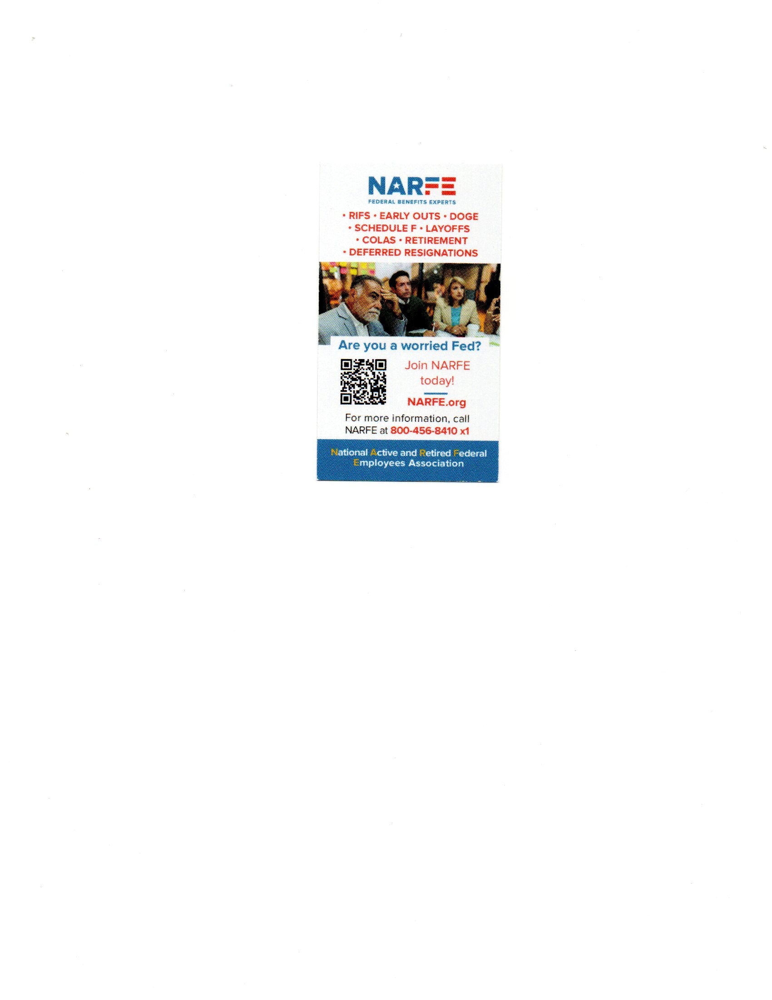 NARFE
FEDERAL BENEFITS EXPERTS
• RIFS • EARLY OUTS • DOGE
• SCHEDULE F • LAYOFFS
• COLAS • RETIREMENT
• DEFERRED RESIGNATIONS
Are you a worried Fed?
Join NARFE
today!
NARFE.org
For more information, call
NARFE at 800-456-8410 x1
National Active and Retired Federal
Employees Association